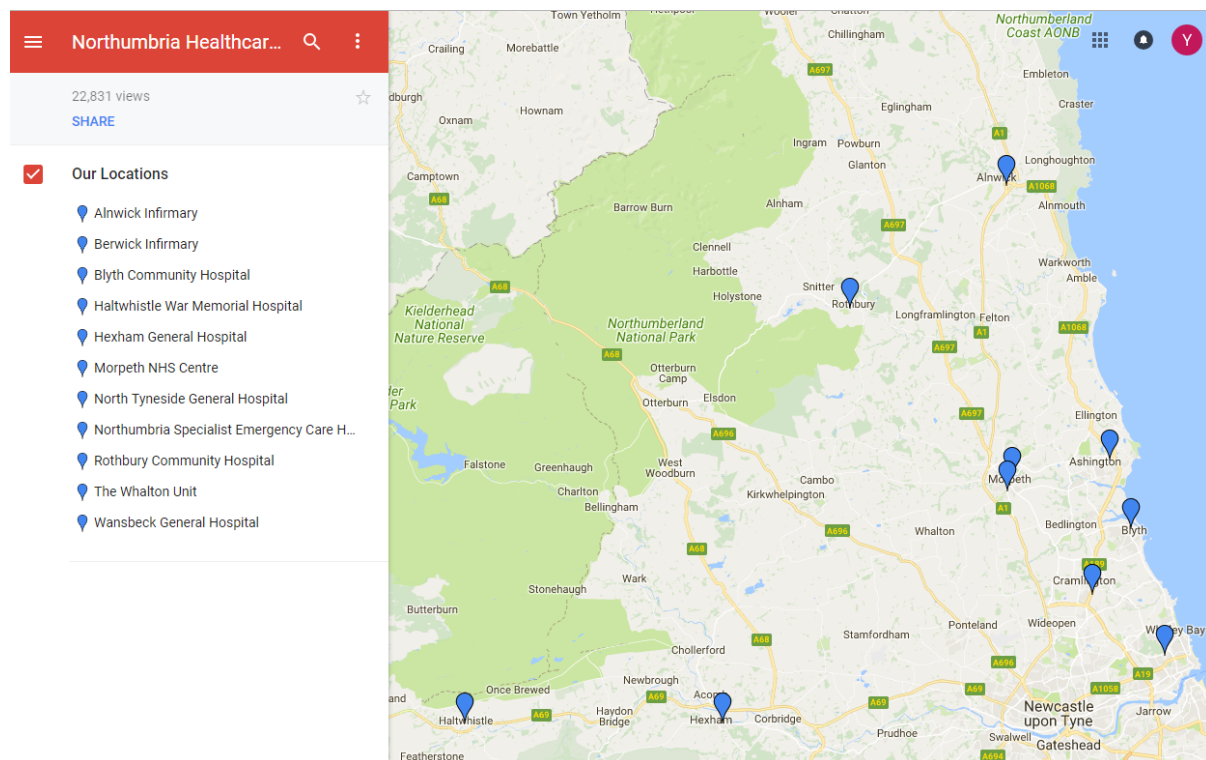 Northumbria Healthcar...
22,831 views
SHARE
Our Locations
Alnwick Infirmary
Berwick Infirmary
Blyth Community Hospital
Haltwhistle War Memorial Hospital
Hexham General Hospital
Morpeth NHS Centre
North Tyneside General Hospital
Northumbria Specialist Emergency Care H...
Rothbury Community Hospital
The Whalton Unit
Wansbeck General Hospital
Town Yetholm
Chillingham
Northumberland
Coast AONB
Y
Crailing
Morebattle
A697
Embleton
Craster
Hownam
Eglingham
Oxnam
A1
Ingram
Powburn
Glanton
Longhoughton
Camptown
Alnwick
A1068
A68
Barrow Burn
Alnham
Alnmouth
A697
Clennell
Harbottle
Warkworth
Amble
A68
Snitter
Holystone
Rothbury
Kielderhead
National
Nature Reserve
Northumberland
National Park
Longframlington
Felton
A1
A1068
A697
A68
Otterburn
Camp
Park
Otterburn
Elsdon
A697
Ellington
A696
Falstone
Greenhaugh
West
Woodburn
Cambo
Ashington
Kirkwhelpington
Morpeth
Charlton
Bellingham
A1
Bedlington
Blyth
A696
Whalton
A68
A189
Wark
Cramlington
Stonehaugh
Butterburn
Ponteland
Wideopen
Whitley Bay
Stamfordham
A68
Chollerford
A696
A19
Newbrough
Once Brewed
A69
Acomb
A69
A69
A1058
Haltwhistle
A69
Haydon
Bridge
Hexham
Corbridge
Newcastle
upon Tyne
Jarrow
Prudhoe
Swalwell
Gateshead
Featherstone
A694